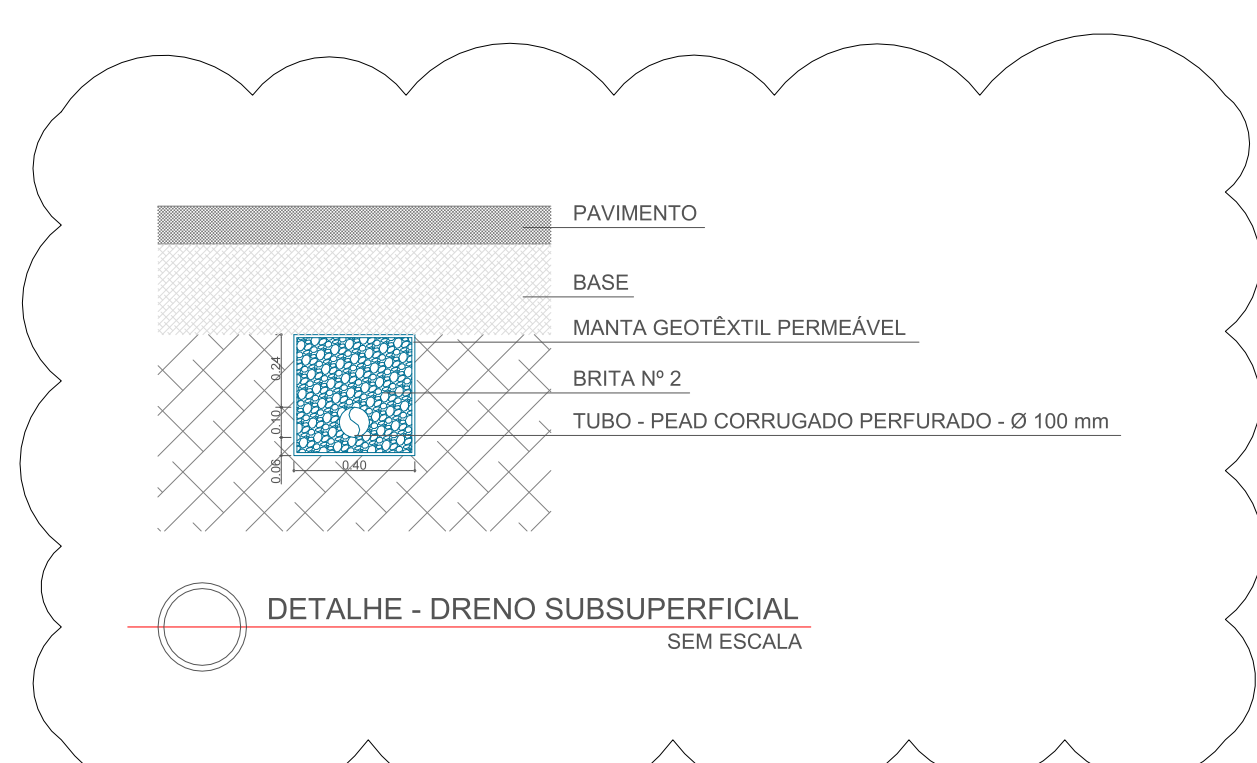 PAVIMENTO
BASE
MANTA GEOTÊXTIL PERMEÁVEL
0.24
BRITA Nº 2
0.10
TUBO - PEAD CORRUGADO PERFURADO - Ø 100 mm
0.06
0.40
DETALHE - DRENO SUBSUPERFICIAL
SEM ESCALA